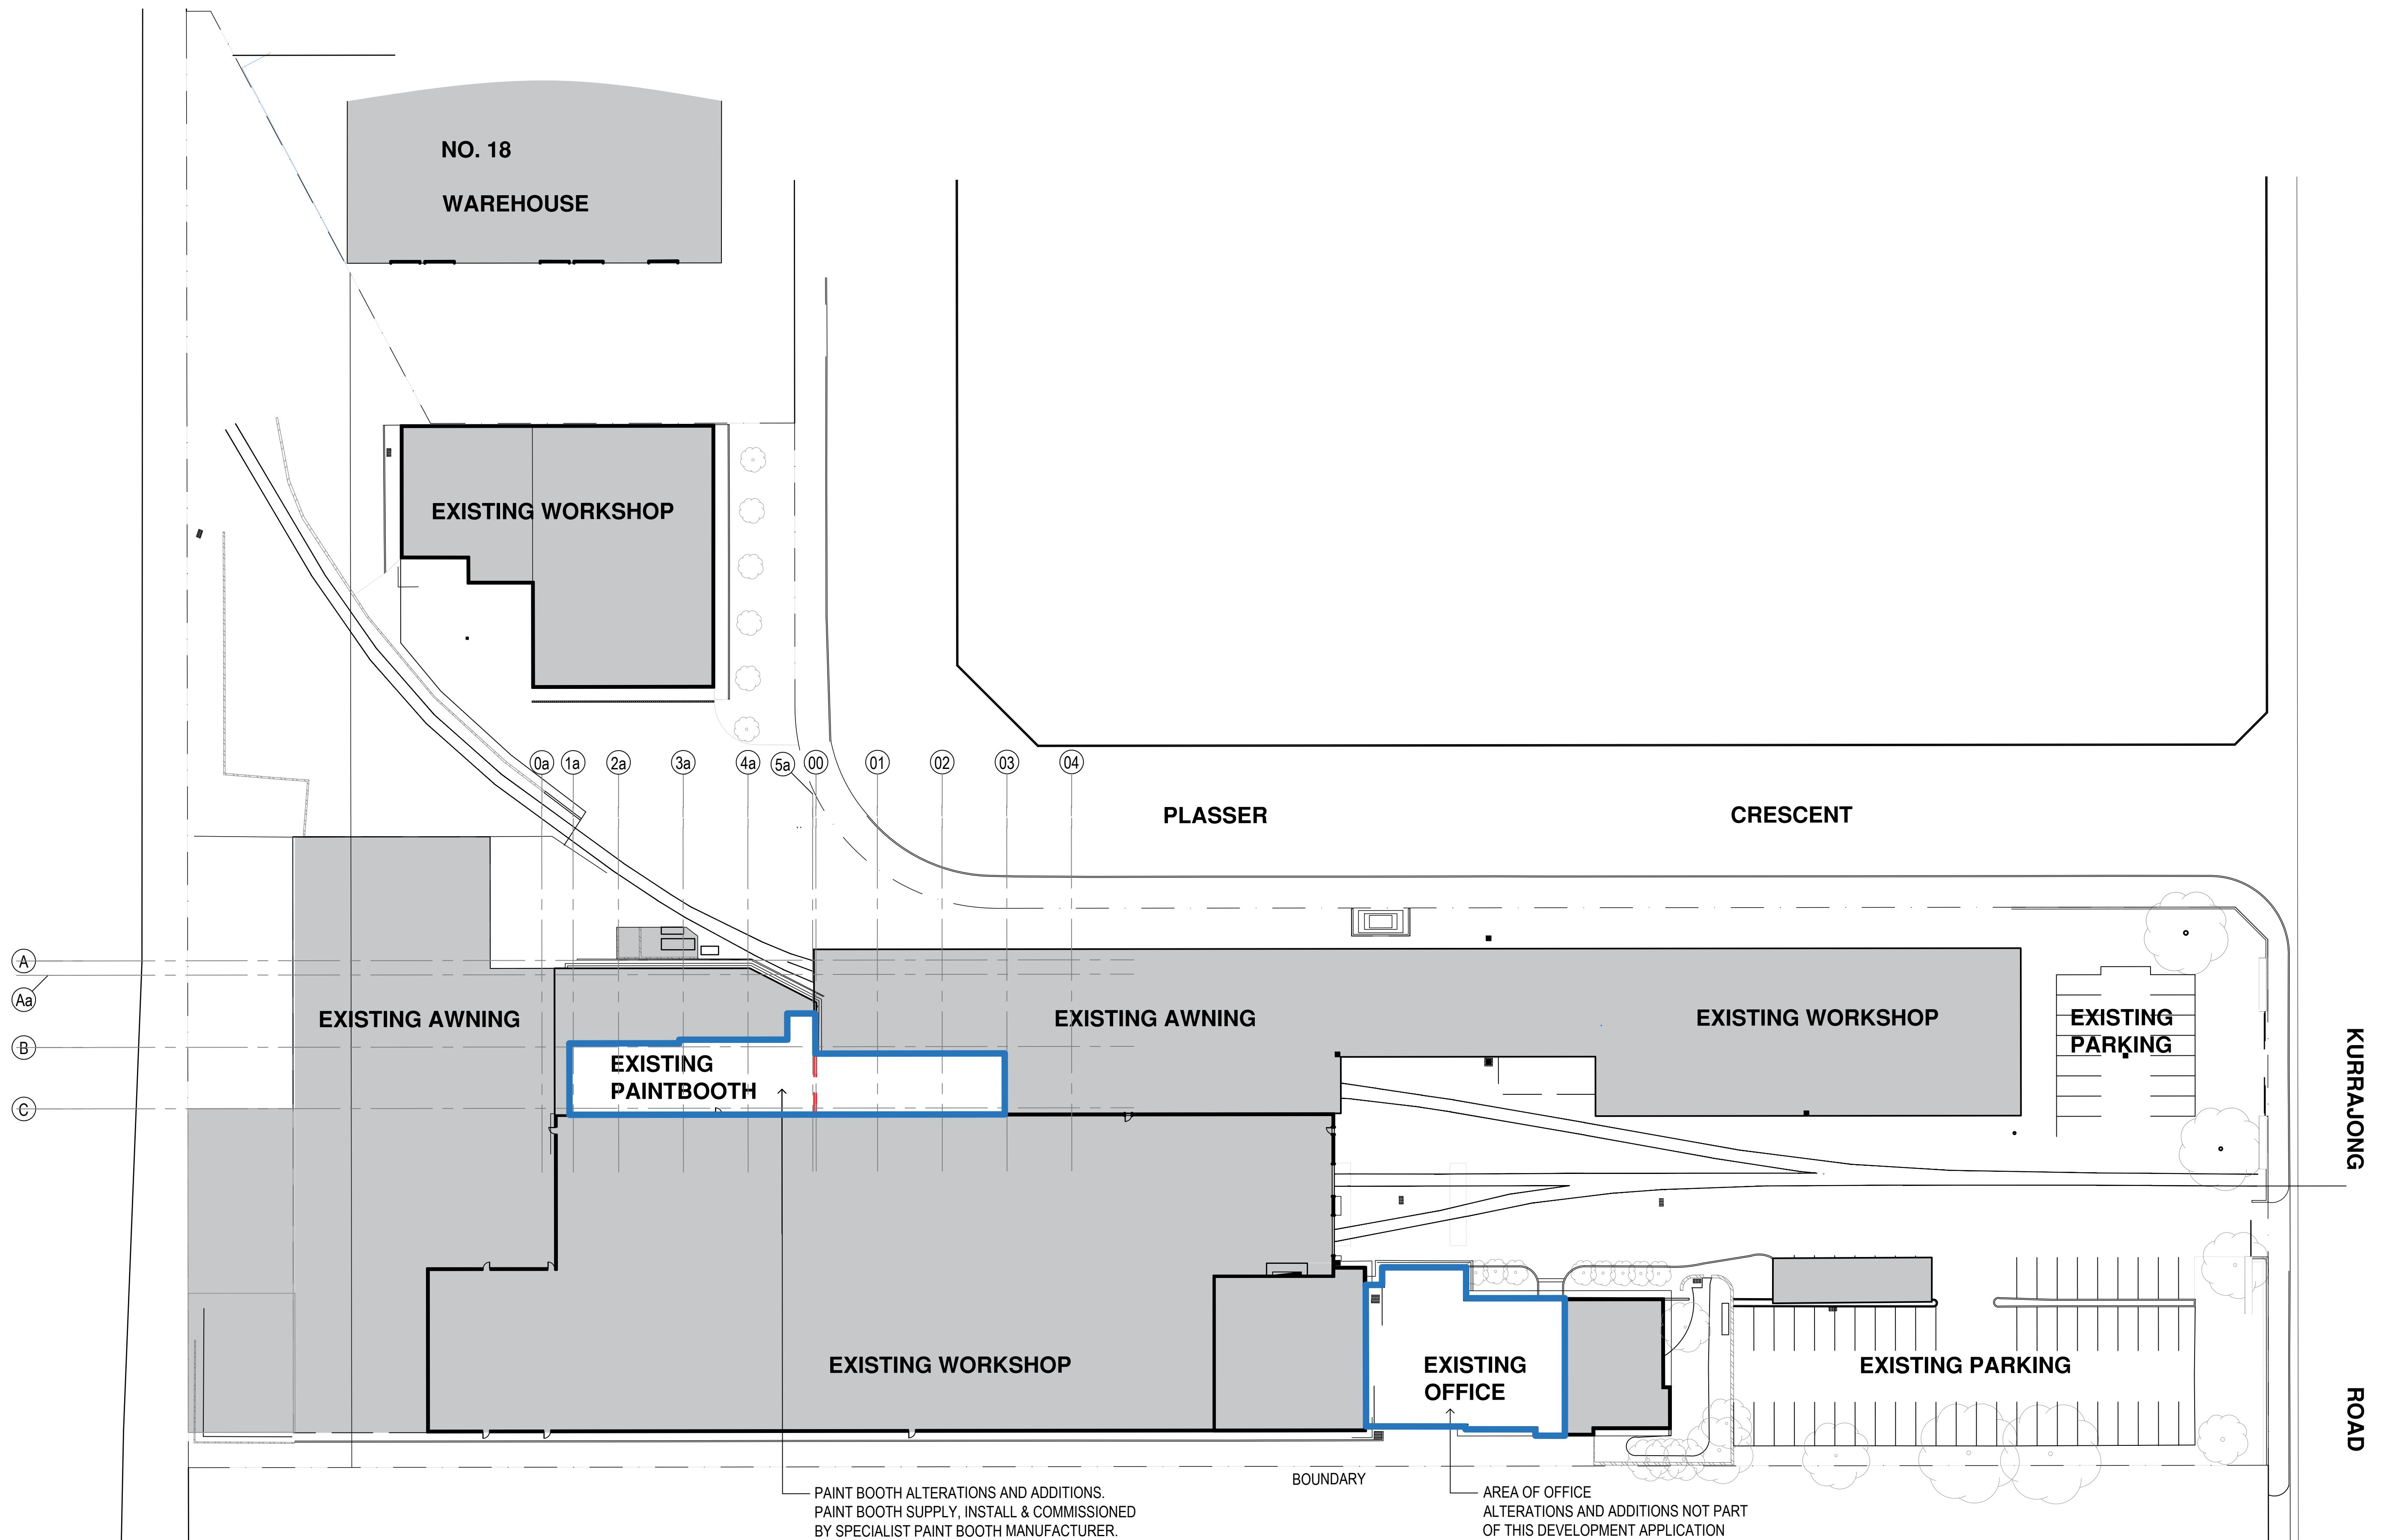 NO. 18
WAREHOUSE
EXISTING WORKSHOP
0a
1a
2a
3a
4a
5a
00
01
02
03
04
PLASSER
CRESCENT
A
Aa
B
C
EXISTING AWNING
EXISTING AWNING
EXISTING WORKSHOP
EXISTING
PARKING
EXISTING
PAINTBOOTH
KURRAJONG
ROAD
EXISTING WORKSHOP
EXISTING
OFFICE
EXISTING PARKING
BOUNDARY
PAINT BOOTH ALTERATIONS AND ADDITIONS.
PAINT BOOTH SUPPLY, INSTALL & COMMISSIONED
BY SPECIALIST PAINT BOOTH MANUFACTURER.
AREA OF OFFICE
ALTERATIONS AND ADDITIONS NOT PART
OF THIS DEVELOPMENT APPLICATION